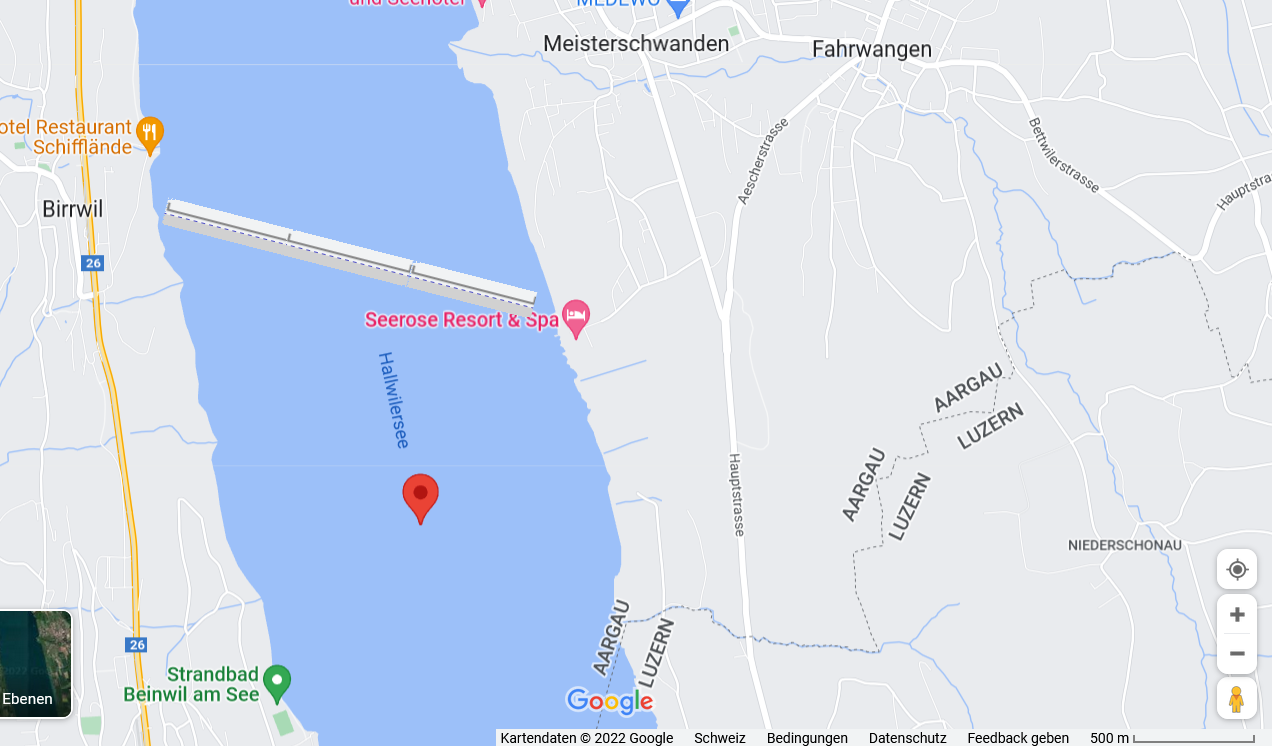 und Seehotel
MEDEWO
Meisterschwanden
Fahrwangen
otel Restaurant
Schifflände
Birrwil
Aescherstrasse
Bettwilerstrasse
26
Seerose Resort & Spa
Hallwilersee
AARGAU
LUZERN
AARGAU
LUZERN
Hauptstrasse
NIEDERSCHONAU
26
AARGAU
LUZERN
Strandbad
Beinwil am See
Ebenen
Google
Kartendaten © 2022 Google Schweiz Bedingungen Datenschutz Feedback geben 500 m